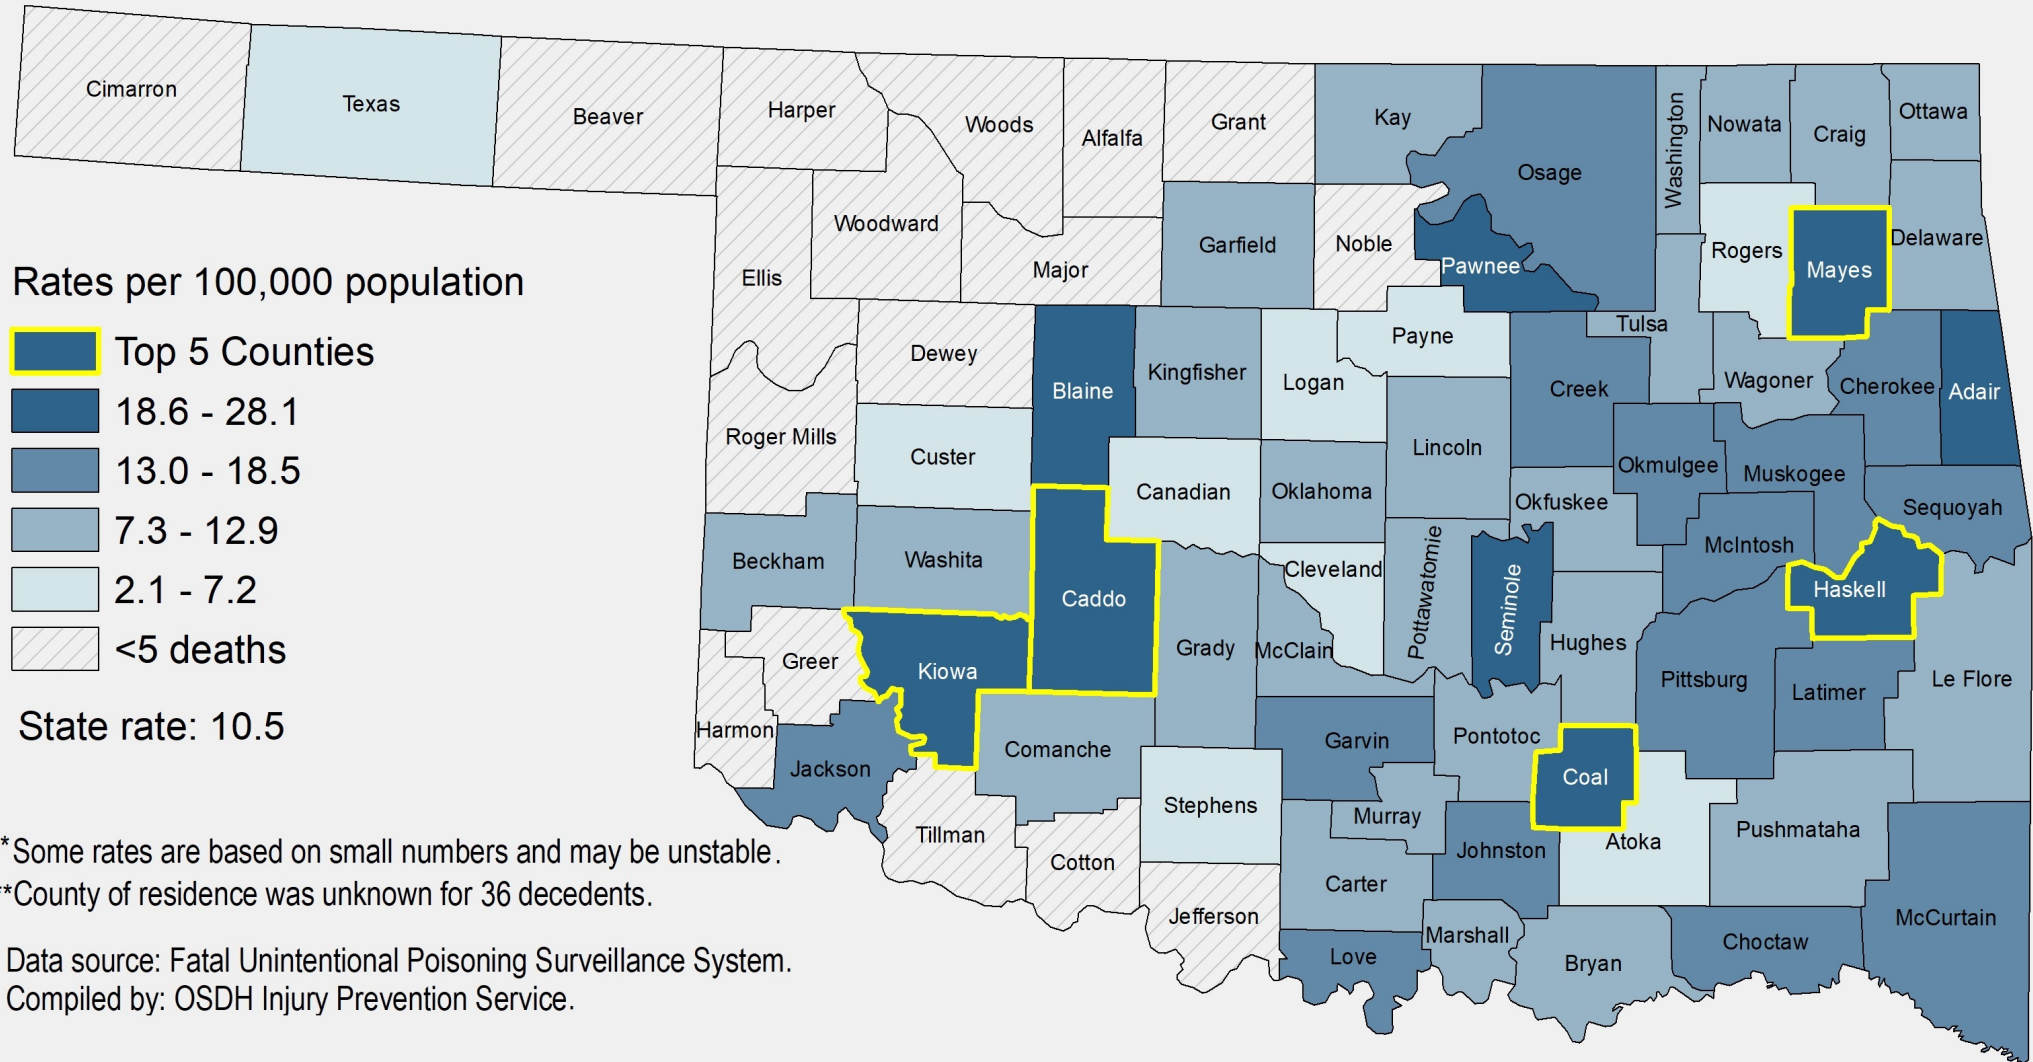 Cimarron
Texas
Beaver
Harper
Woods
Alfalfa
Grant
Kay
Osage
Washington
Nowata
Craig
Ottawa
Woodward
Ellis
Major
Garfield
Noble
Pawnee
Rogers
Mayes
Delaware
Rates per 100,000 population
Top 5 Counties
18.6 - 28.1
13.0 - 18.5
7.3 - 12.9
2.1 - 7.2
<5 deaths
State rate: 10.5
Dewey
Blaine
Kingfisher
Logan
Payne
Tulsa
Creek
Wagoner
Cherokee
Adair
Roger Mills
Custer
Canadian
Oklahoma
Lincoln
Okfuskee
Okmulgee
Muskogee
Sequoyah
Beckham
Washita
Caddo
Grady
McClain
Cleveland
Pottawatomie
Seminole
Hughes
McIntosh
Haskell
Greer
Kiowa
Pittsburg
Latimer
Le Flore
Harmon
Jackson
Comanche
Stephens
Garvin
Pontotoc
Coal
Tillman
Cotton
Murray
Johnston
Atoka
Pushmataha
Jefferson
Carter
Love
Marshall
Bryan
Choctaw
McCurtain
*Some rates are based on small numbers and may be unstable.
**County of residence was unknown for 36 decedents.
Data source: Fatal Unintentional Poisoning Surveillance System.
Compiled by: OSDH Injury Prevention Service.